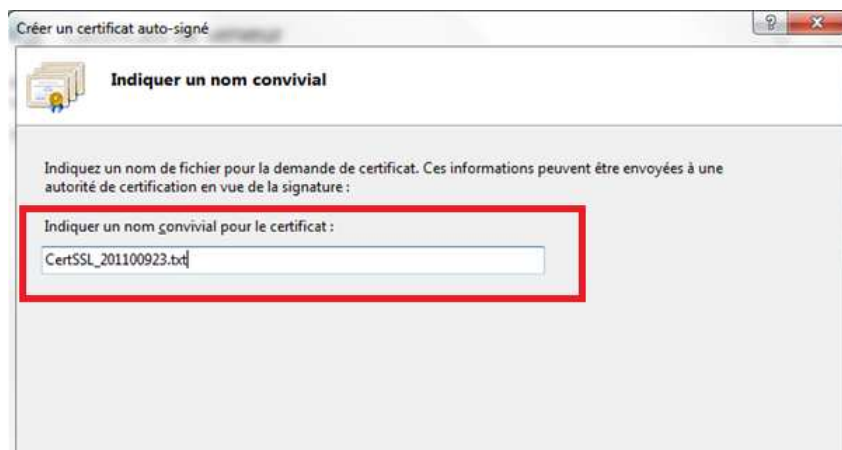 Créer un certificat auto-signé
Indiquer un nom convivial
Indiquez un nom de fichier pour la demande de certificat. Ces informations peuvent être envoyées à une
autorité de certification en vue de la signature :
Indiquer un nom convivial pour le certificat :
CertSSL_201100923.txt